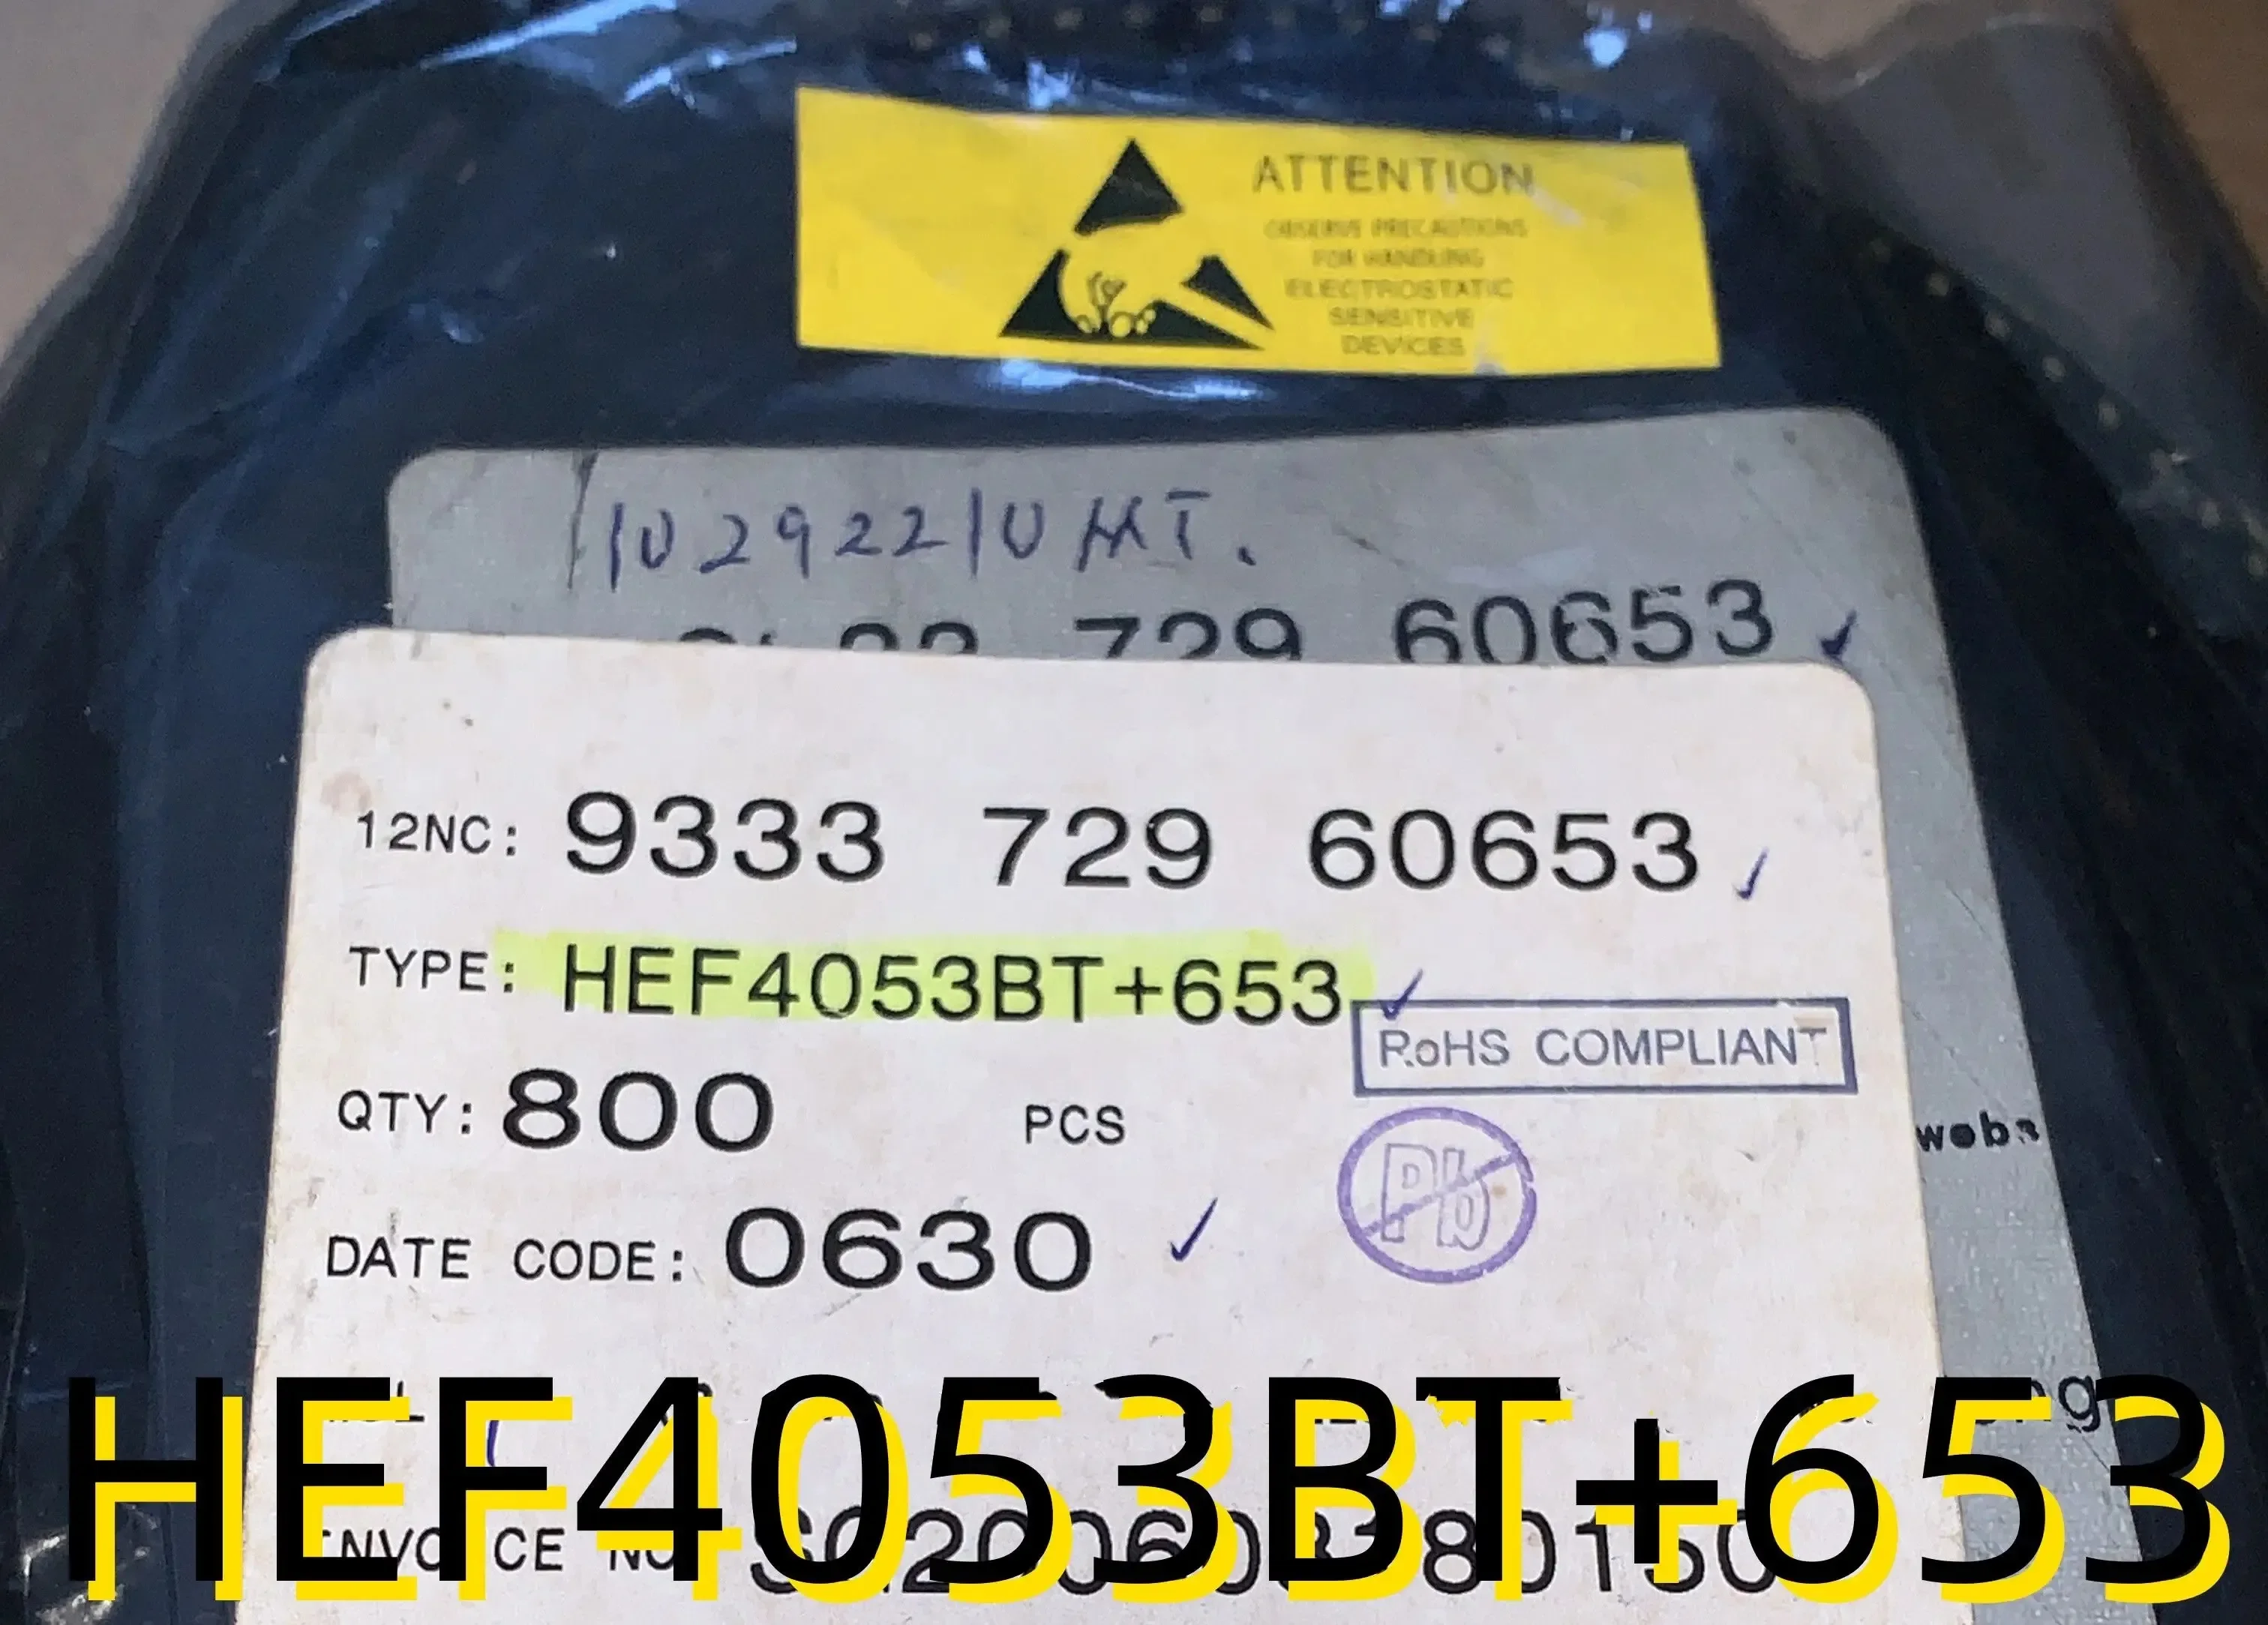 ATTENTION
OBSERVE PRECAUTIONS
FOR HANDLING
ELECTROSTATIC
SENSITIVE
DEVICES
729 60653
12NC: 9333 729 60653
TYPE: HEF4053BT+653
RoHS COMPLIANT
QTY: 800 PCS
Pb
DATE CODE: 0630
HEF4053BT+653